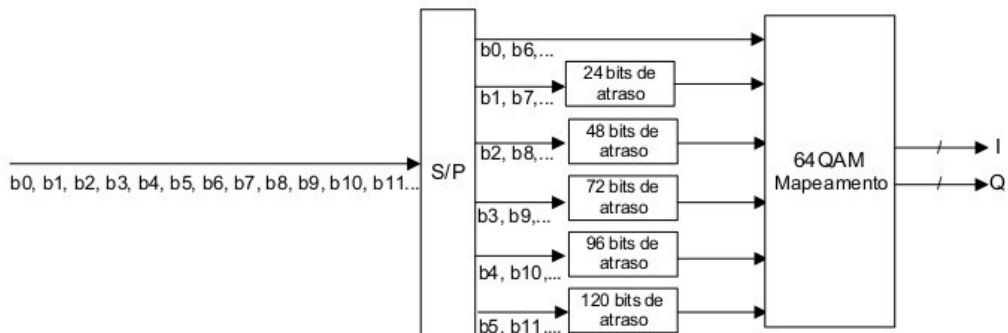 b0, b1, b2, b3, b4, b5, b6, b7, b8, b9, b10, b11...
S/P
b0, b6,...
b1, b7,...
24 bits de
atraso
b2, b8,...
48 bits de
atraso
b3, b9,...
72 bits de
atraso
b4, b10,...
96 bits de
atraso
b5, b11,...
120 bits de
atraso
64QAM
Mapeamento
I
Q